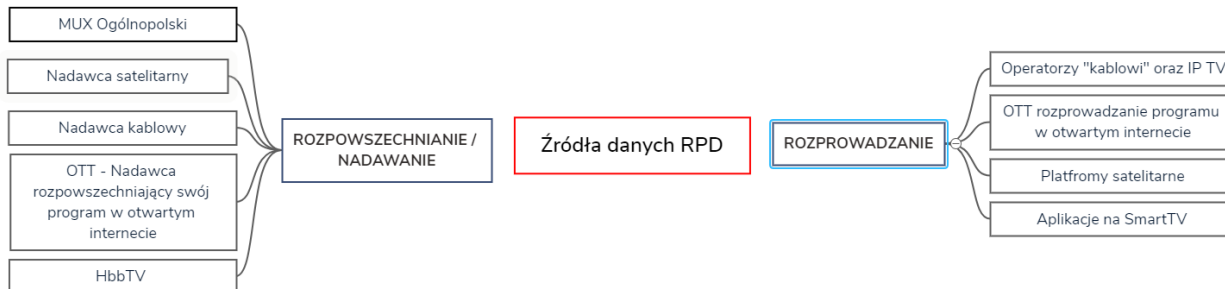 MUX Ogólnopolski
Nadawca satelitarny
Nadawca kablowy
OTT - Nadawca
rozpowszechniający swój
program w otwartym
internecie
HbbTV
ROZPOWSZECHNIANIE /
NADAWANIE
Źródła danych RPD
ROZPROWADZANIE
Operatorzy "kablowi" oraz IP TV
OTT rozprowadzanie programu
w otwartym internecie
Platfromy satelitarne
Aplikacje na SmartTV